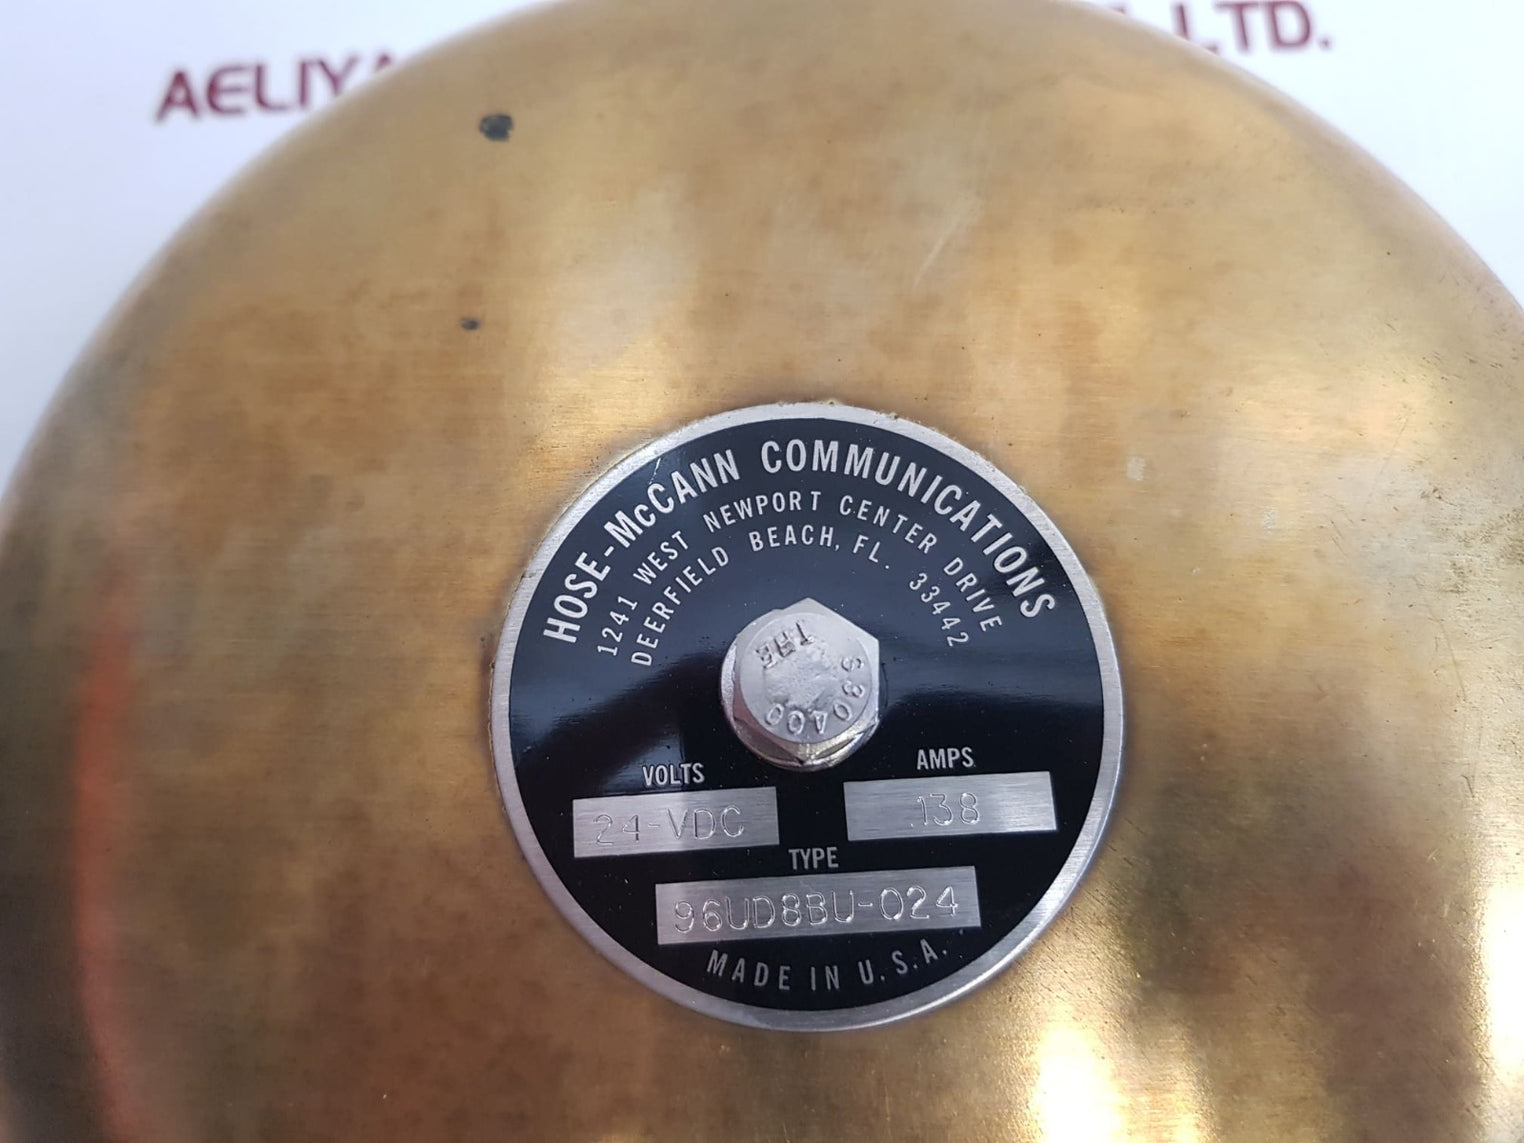 AELIYA LTD.
HOSE-McCANN COMMUNICATIONS
1241 WEST NEWPORT CENTER DRIVE
DEERFIELD BEACH, FL. 33442
THE
S30400
VOLTS
24-VDC
AMPS
.138
TYPE
96UD8BU-024
MADE IN U.S.A.